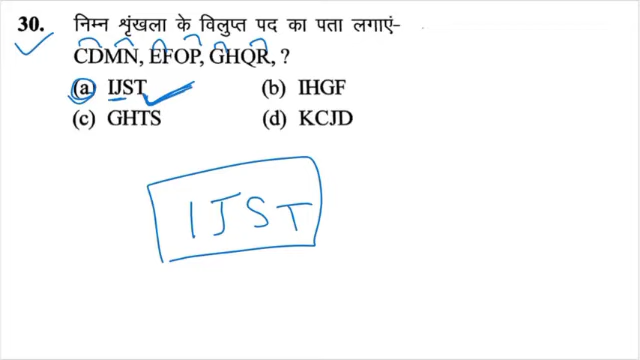 30. निम्न शृंखला के विलुप्त पद का पता लगाएं-
CDMN, EFOP, GHQR, ?
(a) IJST (b) IHGF
(c) GHTS (d) KCJD
IJST